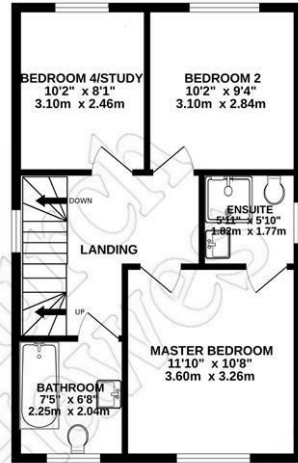 BEDROOM 4/STUDY
10'2" x 8'1"
3.10m x 2.46m
BEDROOM 2
10'2" x 9'4"
3.10m x 2.84m
DOWN
ENSUITE
5'11" x 5'10"
1.82m x 1.77m
LANDING
UP
MASTER BEDROOM
11'10" x 10'8"
3.60m x 3.26m
BATHROOM
7'5" x 6'8"
2.25m x 2.04m